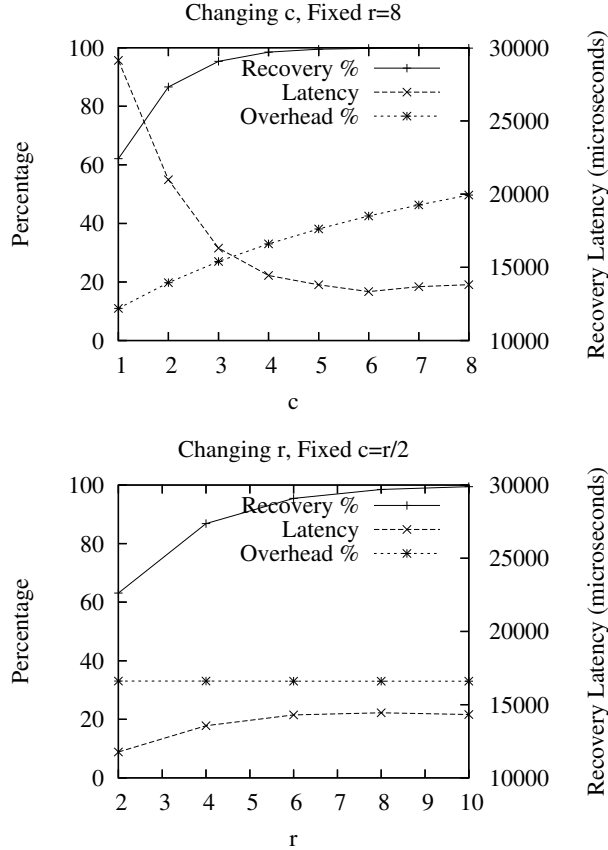 Changing c, Fixed r=8
100
80
60
40
20
0
Percentage
Recovery %
Latency
Overhead %
30000
25000
20000
15000
10000
Recovery Latency (microseconds)
1 2 3 4 5 6 7 8
c
Changing r, Fixed c=r/2
100
80
60
40
20
0
Percentage
Recovery %
Latency
Overhead %
30000
25000
20000
15000
10000
Recovery Latency (microseconds)
2 3 4 5 6 7 8 9 10
r